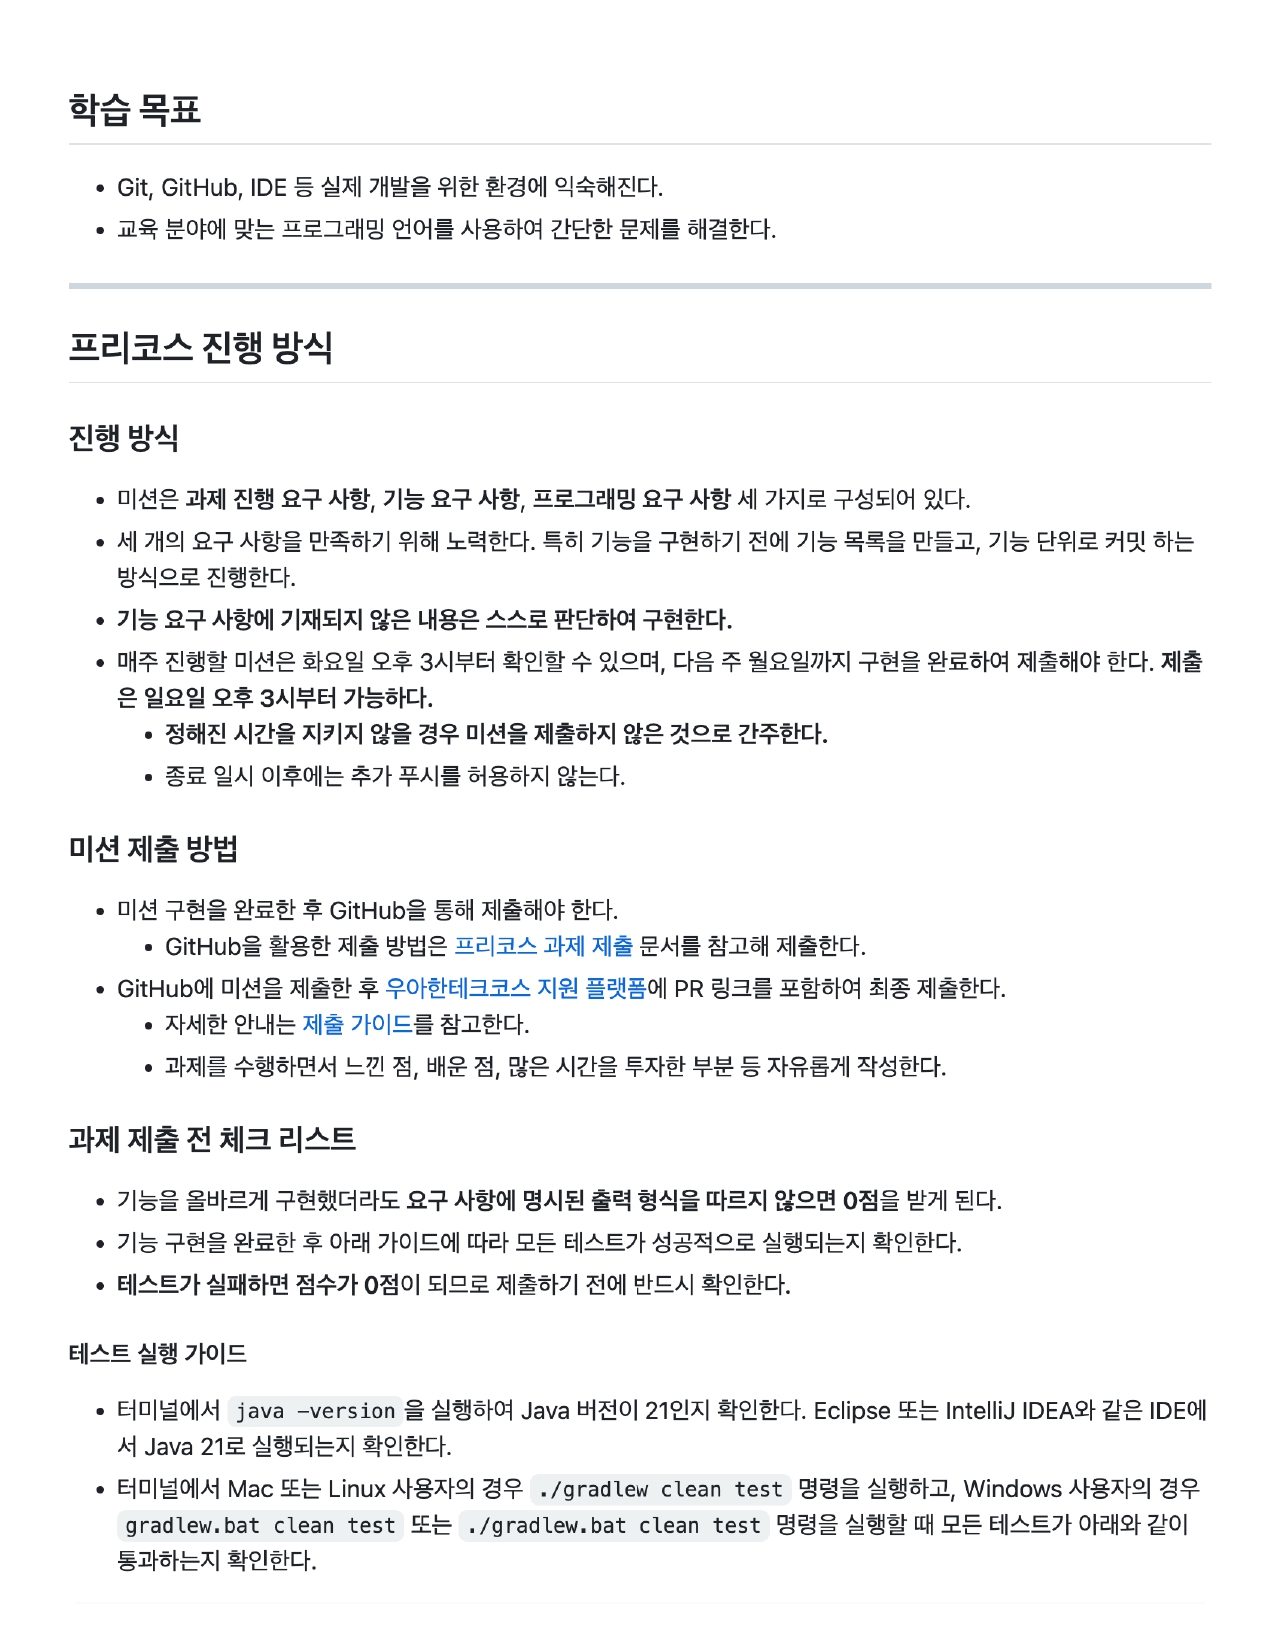 학습 목표
• Git, GitHub, IDE 등 실제 개발을 위한 환경에 익숙해진다.
• 교육 분야에 맞는 프로그래밍 언어를 사용하여 간단한 문제를 해결한다.
프리코스 진행 방식
진행 방식
• 미션은 과제 진행 요구 사항, 기능 요구 사항, 프로그래밍 요구 사항 세 가지로 구성되어 있다.
• 세 개의 요구 사항을 만족하기 위해 노력한다. 특히 기능을 구현하기 전에 기능 목록을 만들고, 기능 단위로 커밋 하는
방식으로 진행한다.
• 기능 요구 사항에 기재되지 않은 내용은 스스로 판단하여 구현한다.
• 매주 진행할 미션은 화요일 오후 3시부터 확인할 수 있으며, 다음 주 월요일까지 구현을 완료하여 제출해야 한다. 제출
은 일요일 오후 3시부터 가능하다.
• 정해진 시간을 지키지 않을 경우 미션을 제출하지 않은 것으로 간주한다.
• 종료 일시 이후에는 추가 푸시를 허용하지 않는다.
미션 제출 방법
• 미션 구현을 완료한 후 GitHub을 통해 제출해야 한다.
• GitHub을 활용한 제출 방법은 프리코스 과제 제출 문서를 참고해 제출한다.
• GitHub에 미션을 제출한 후 우아한테크코스 지원 플랫폼에 PR 링크를 포함하여 최종 제출한다.
• 자세한 안내는 제출 가이드를 참고한다.
• 과제를 수행하면서 느낀 점, 배운 점, 많은 시간을 투자한 부분 등 자유롭게 작성한다.
과제 제출 전 체크 리스트
• 기능을 올바르게 구현했더라도 요구 사항에 명시된 출력 형식을 따르지 않으면 0점을 받게 된다.
• 기능 구현을 완료한 후 아래 가이드에 따라 모든 테스트가 성공적으로 실행되는지 확인한다.
• 테스트가 실패하면 점수가 0점이 되므로 제출하기 전에 반드시 확인한다.
테스트 실행 가이드
• 터미널에서 java –version을 실행하여 Java 버전이 21인지 확인한다. Eclipse 또는 IntelliJ IDEA와 같은 IDE에
서 Java 21로 실행되는지 확인한다.
• 터미널에서 Mac 또는 Linux 사용자의 경우 ./gradlew clean test 명령을 실행하고, Windows 사용자의 경우
gradlew.bat clean test 또는 ./gradlew.bat clean test 명령을 실행할 때 모든 테스트가 아래와 같이
통과하는지 확인한다.